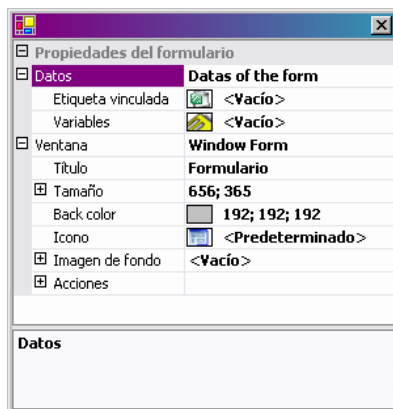 Propiedades del formulario
Datos Datas of the form
Etiqueta vinculada <Vacío>
Variables <Vacío>
Ventana Window Form
Título Formulario
Tamaño 656; 365
Back color 192; 192; 192
Icono <Predeterminado>
Imagen de fondo <Vacío>
Acciones
Datos